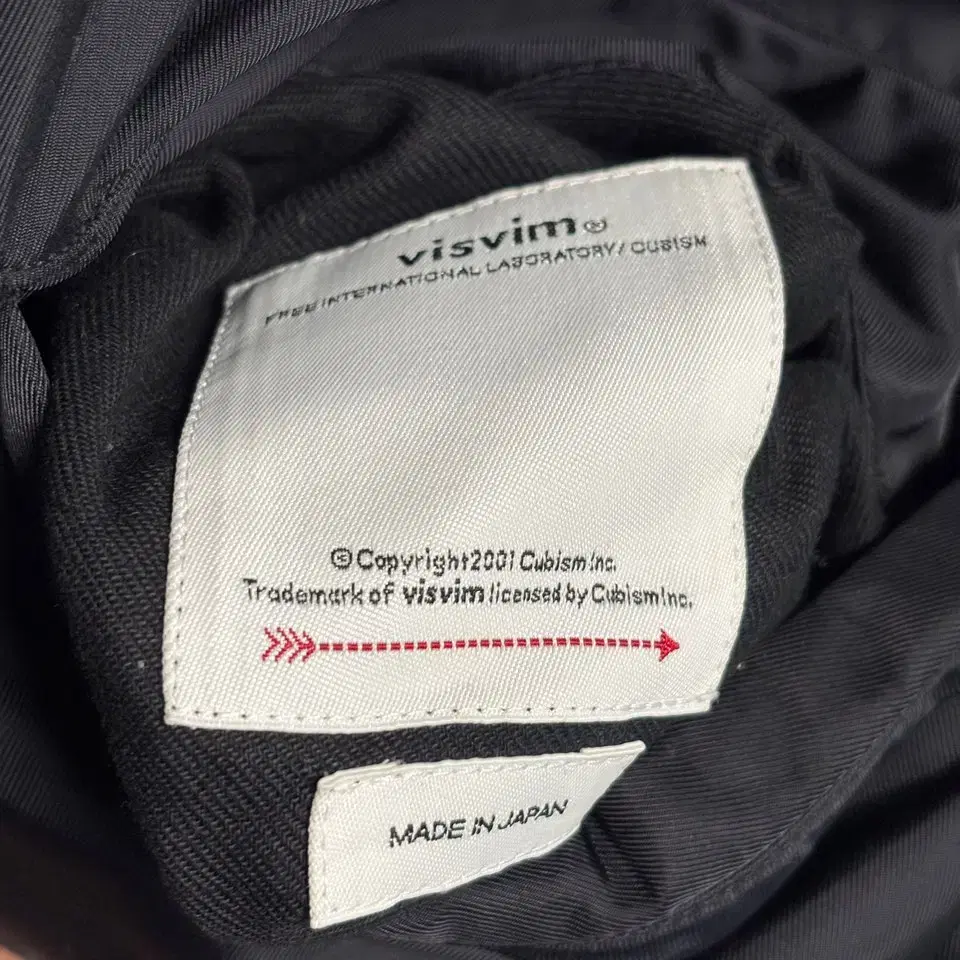 visvim®
FREE INTERNATIONAL LABORATORY / CUBISM
©Copyright2001 Cubism Inc.
Trademark of visvim licensed by Cubism Inc.
MADE IN JAPAN